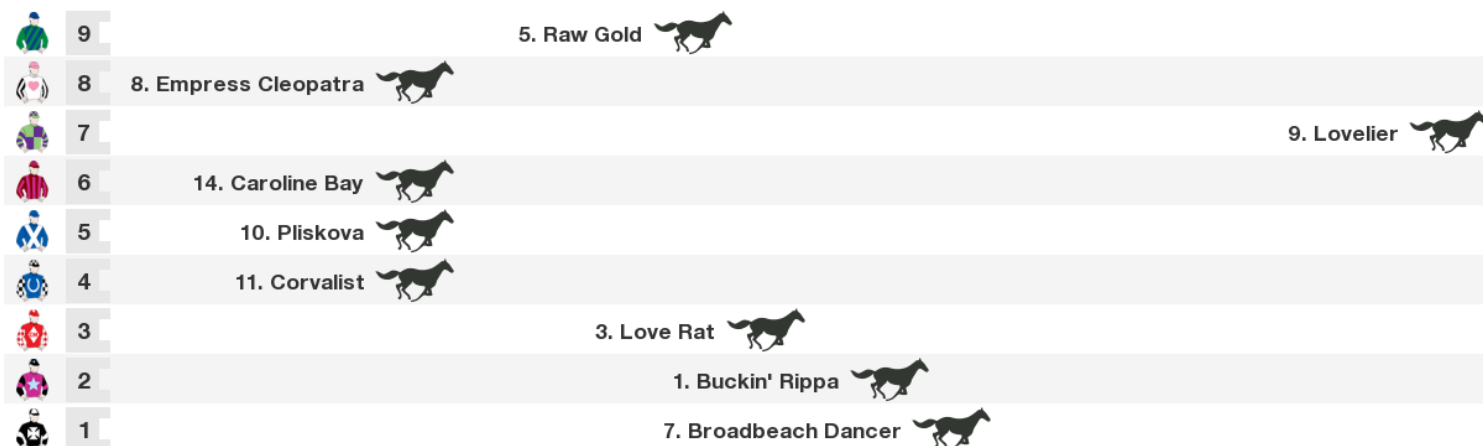 9 5. Raw Gold
8 8. Empress Cleopatra
7 9. Lovelier
6 14. Caroline Bay
5 10. Pliskova
4 11. Corvalist
3 3. Love Rat
2 1. Buckin' Rippa
1 7. Broadbeach Dancer